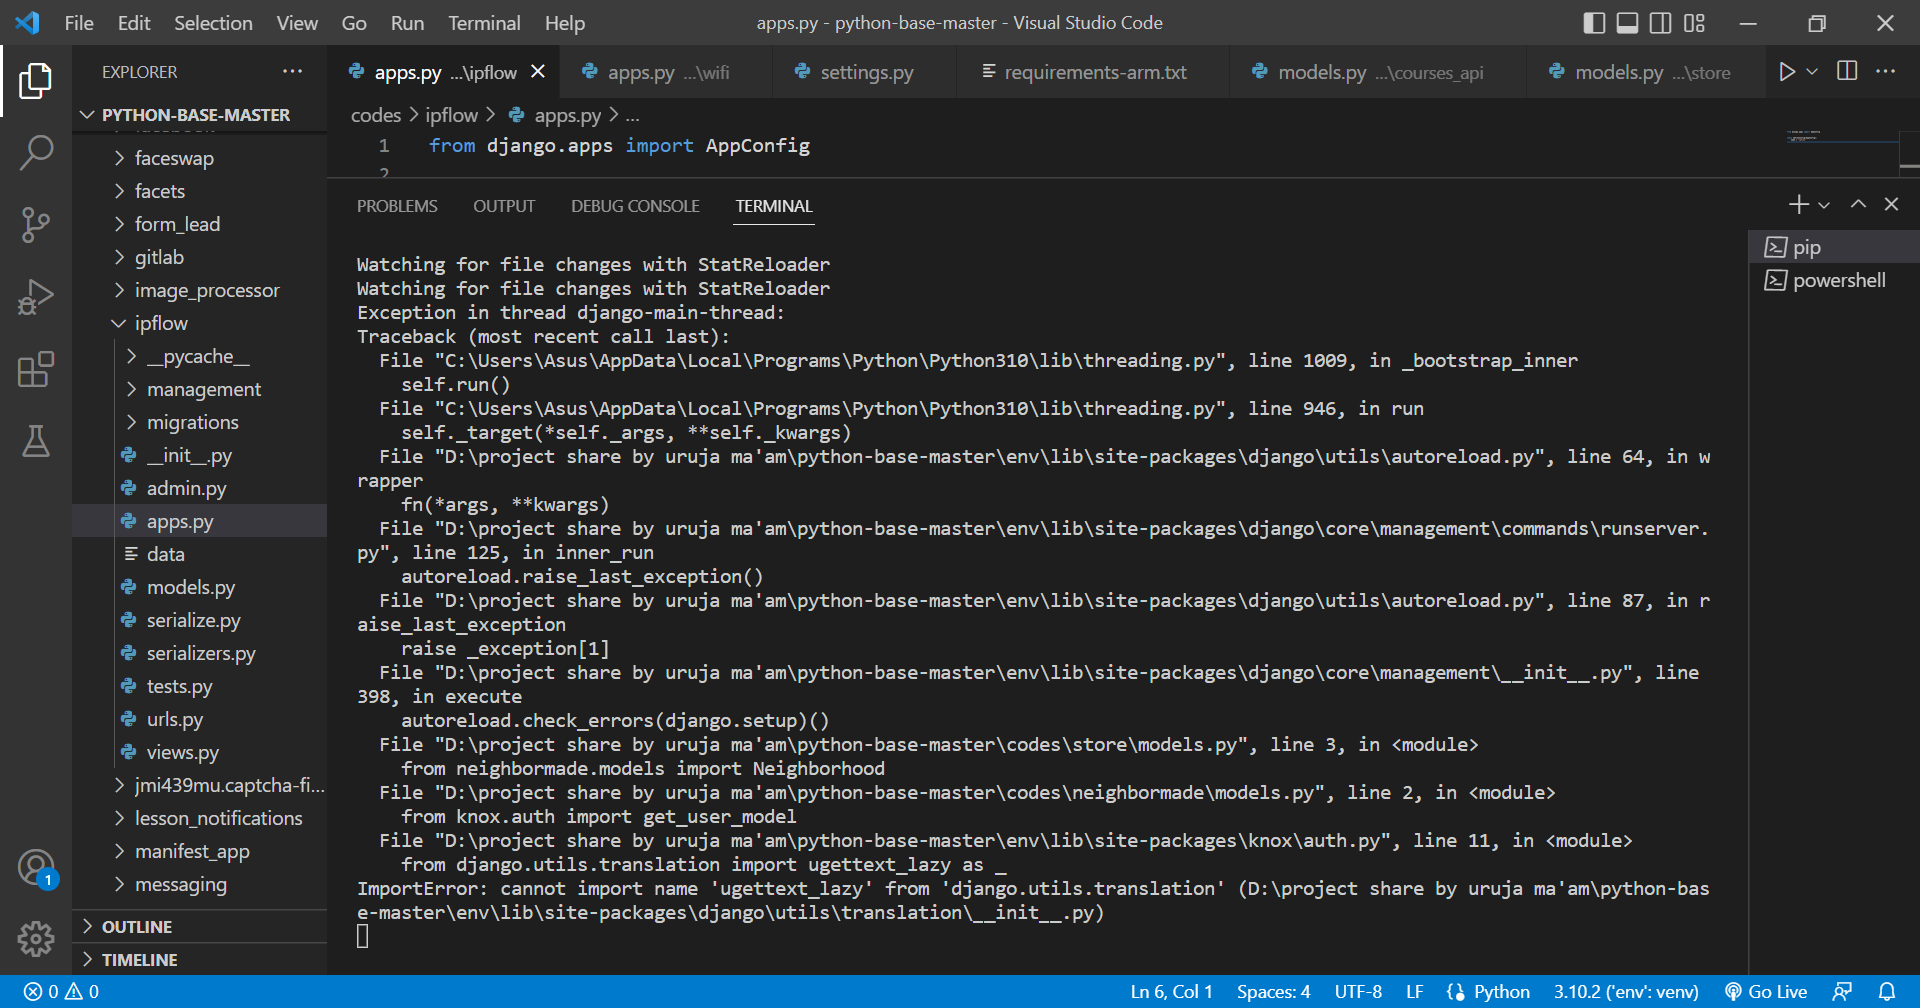 File Edit Selection View Go Run Terminal Help
apps.py - python-base-master - Visual Studio Code
EXPLORER
PYTHON-BASE-MASTER
faceswap
facets
form_lead
gitlab
image_processor
ipflow
__pycache__
management
migrations
__init__.py
admin.py
apps.py
data
models.py
serialize.py
serializers.py
tests.py
urls.py
views.py
jmi439mu.captcha-fi...
lesson_notifications
manifest_app
messaging
OUTLINE
TIMELINE
1
apps.py ...\ipflow
apps.py ...\wifi
settings.py
requirements-arm.txt
models.py ...\courses_api
models.py ...\store
codes > ipflow > apps.py > ...
1 from django.apps import AppConfig
2
PROBLEMS OUTPUT DEBUG CONSOLE TERMINAL
Watching for file changes with StatReloader
Watching for file changes with StatReloader
Exception in thread django-main-thread:
Traceback (most recent call last):
  File "C:\Users\Asus\AppData\Local\Programs\Python\Python310\lib\threading.py", line 1009, in _bootstrap_inner
    self.run()
  File "C:\Users\Asus\AppData\Local\Programs\Python\Python310\lib\threading.py", line 946, in run
    self._target(*self._args, **self._kwargs)
  File "D:\project share by uruja ma'am\python-base-master\env\lib\site-packages\django\utils\autoreload.py", line 64, in w
rapper
    fn(*args, **kwargs)
  File "D:\project share by uruja ma'am\python-base-master\env\lib\site-packages\django\core\management\commands\runserver.
py", line 125, in inner_run
    autoreload.raise_last_exception()
  File "D:\project share by uruja ma'am\python-base-master\env\lib\site-packages\django\utils\autoreload.py", line 87, in r
aise_last_exception
    raise _exception[1]
  File "D:\project share by uruja ma'am\python-base-master\env\lib\site-packages\django\core\management\__init__.py", line
398, in execute
    autoreload.check_errors(django.setup)()
  File "D:\project share by uruja ma'am\python-base-master\codes\store\models.py", line 3, in <module>
    from neighbormade.models import Neighborhood
  File "D:\project share by uruja ma'am\python-base-master\codes\neighbormade\models.py", line 2, in <module>
    from knox.auth import get_user_model
  File "D:\project share by uruja ma'am\python-base-master\env\lib\site-packages\knox\auth.py", line 11, in <module>
    from django.utils.translation import ugettext_lazy as _
ImportError: cannot import name 'ugettext_lazy' from 'django.utils.translation' (D:\project share by uruja ma'am\python-bas
e-master\env\lib\site-packages\django\utils\translation\__init__.py)
pip
powershell
0 0
Ln 6, Col 1 Spaces: 4 UTF-8 LF Python 3.10.2 ('env': venv) Go Live